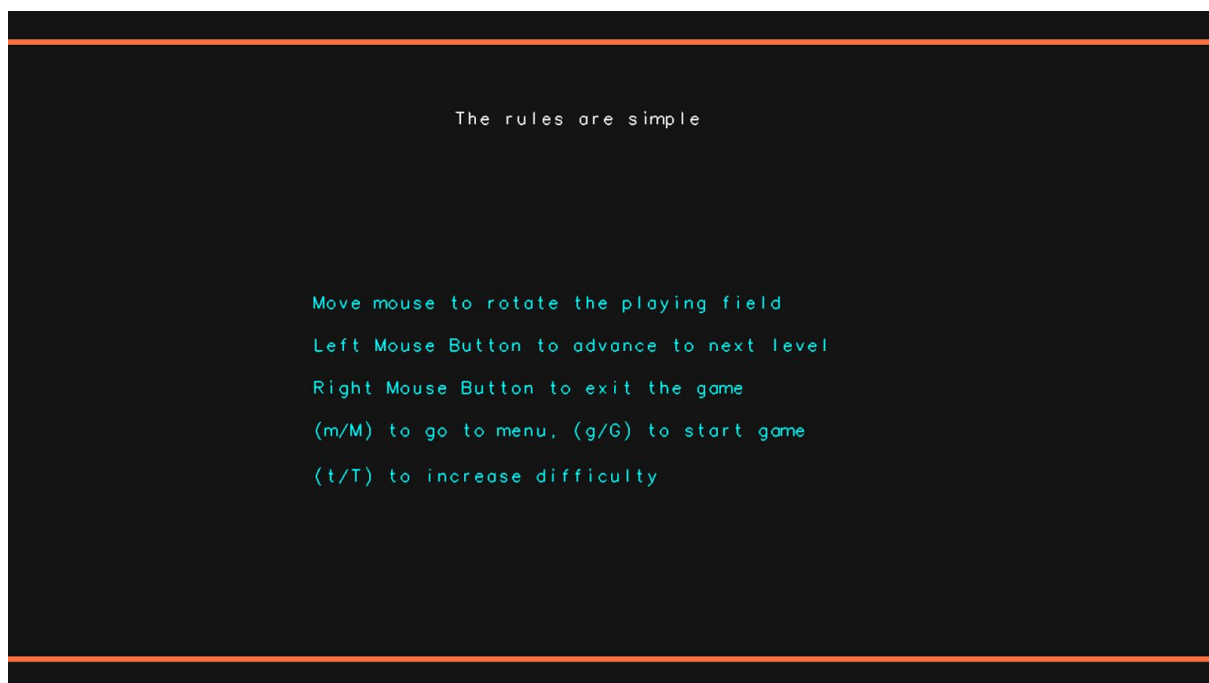 The rules are simple
Move mouse to rotate the playing field
Left Mouse Button to advance to next level
Right Mouse Button to exit the game
(m/M) to go to menu, (g/G) to start game
(t/T) to increase difficulty